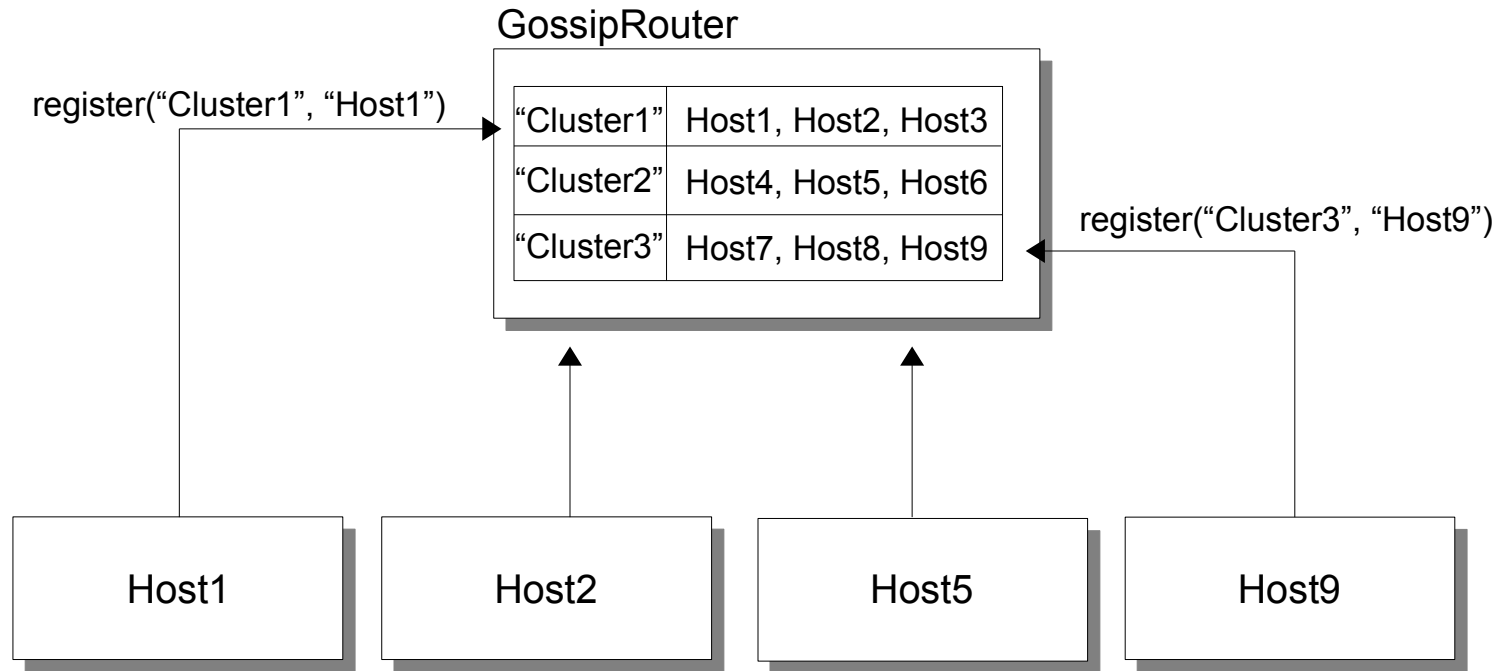 GossipRouter
register(“Cluster1”, “Host1”)
“Cluster1” Host1, Host2, Host3
“Cluster2” Host4, Host5, Host6
“Cluster3” Host7, Host8, Host9
register(“Cluster3”, “Host9”)
Host1
Host2
Host5
Host9